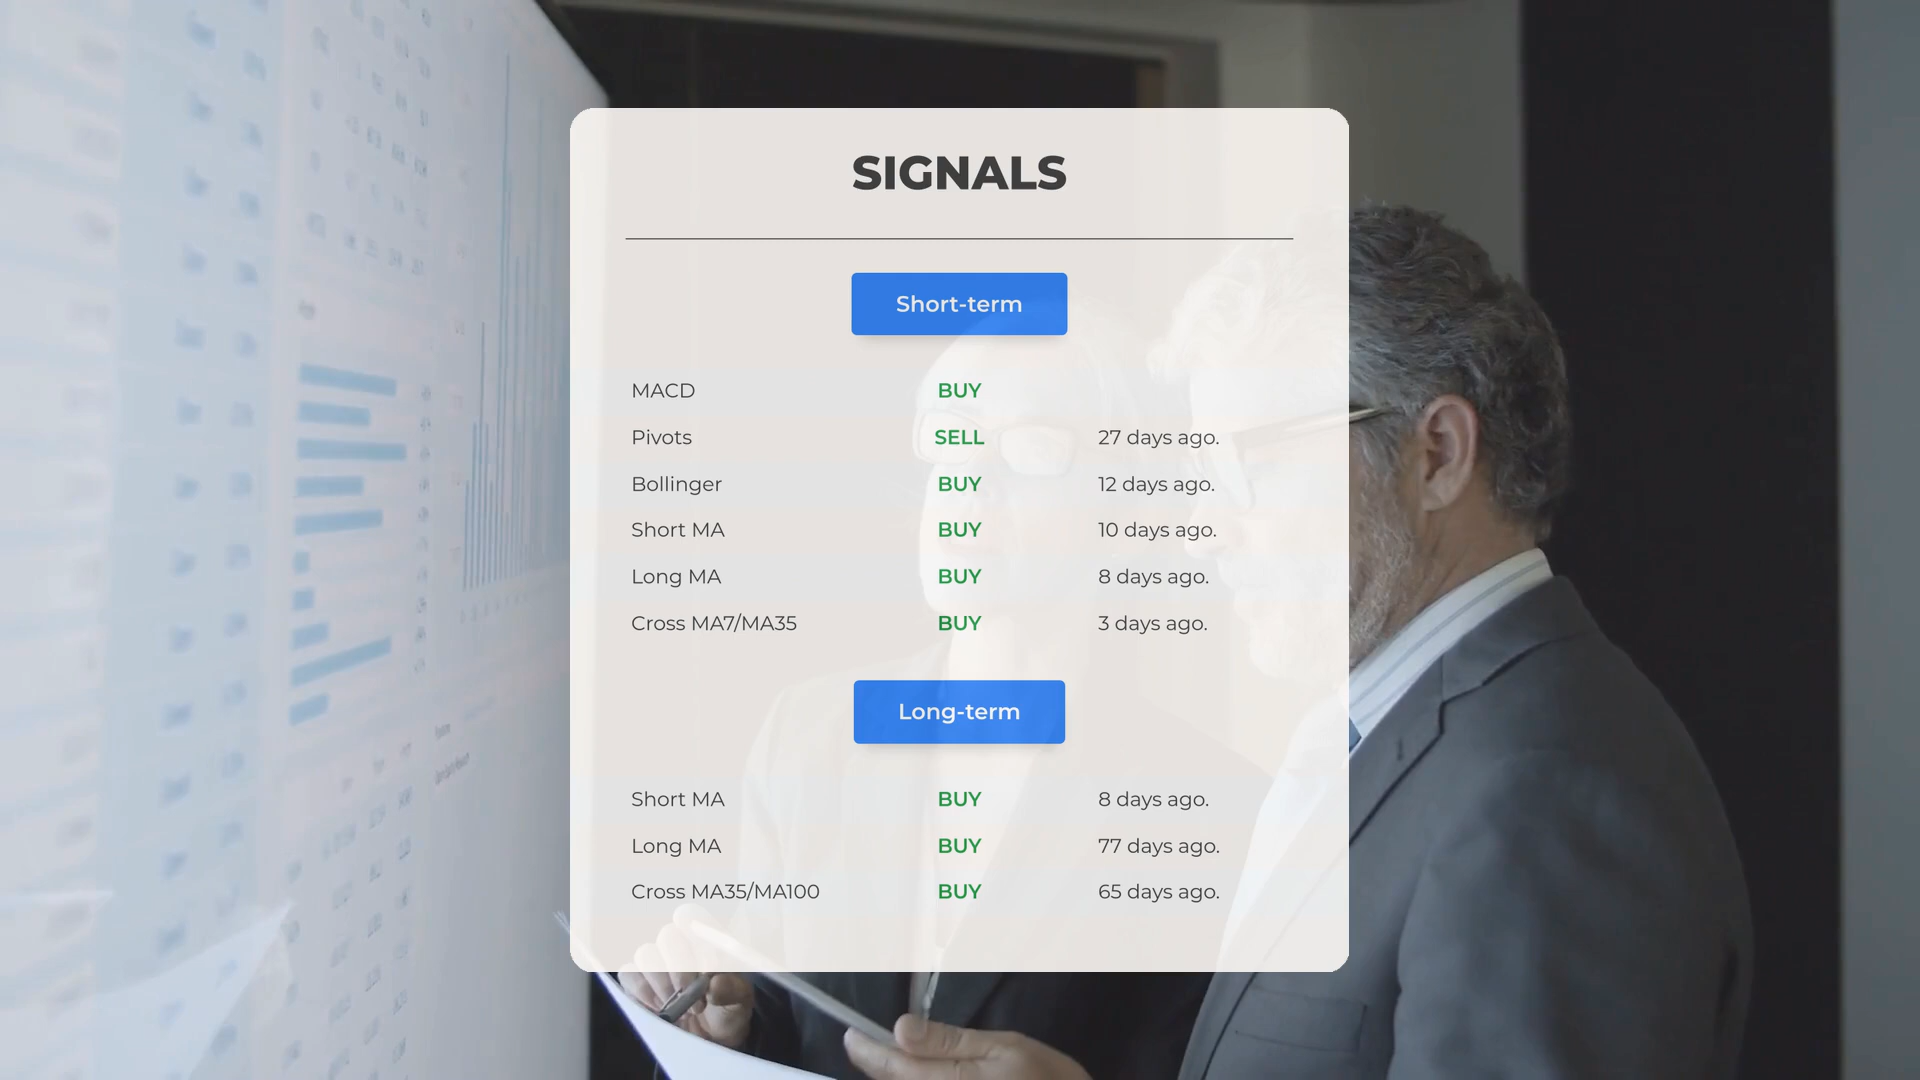 SIGNALS
Short-term
MACD BUY
Pivots SELL 27 days ago.
Bollinger BUY 12 days ago.
Short MA BUY 10 days ago.
Long MA BUY 8 days ago.
Cross MA7/MA35 BUY 3 days ago.
Long-term
Short MA BUY 8 days ago.
Long MA BUY 77 days ago.
Cross MA35/MA100 BUY 65 days ago.